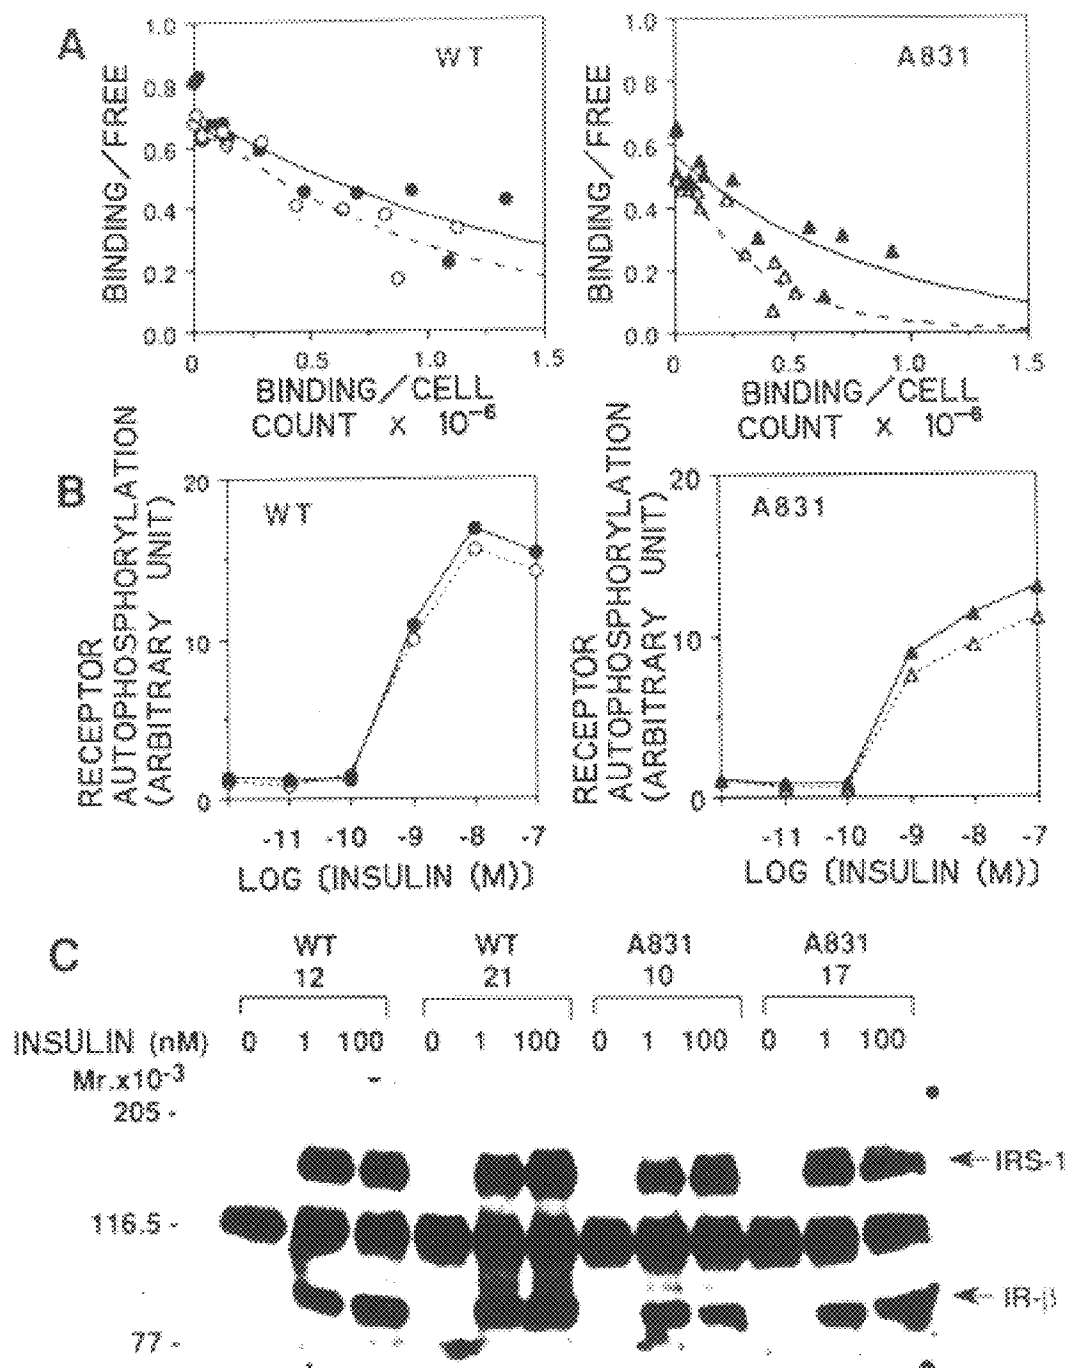 A
WT
A831
BINDING/FREE
1.0
0.8
0.6
0.4
0.2
0.0
0 0.5 1.0 1.5
BINDING/CELL
COUNT x 10-6
BINDING/FREE
1.0
0.8
0.6
0.4
0.2
0.0
0 0.5 1.0 1.5
BINDING/CELL
COUNT x 10-6
B
WT
A831
RECEPTOR
AUTOPHOSPHORYLATION
(ARBITRARY UNIT)
20
10
0
-11 -10 -9 -8 -7
LOG (INSULIN (M))
RECEPTOR
AUTOPHOSPHORYLATION
(ARBITRARY UNIT)
20
10
0
-11 -10 -9 -8 -7
LOG (INSULIN (M))
C
WT WT A831 A831
12 21 10 17
INSULIN (nM) 0 1 100 0 1 100 0 1 100 0 1 100
Mr.x10-3
205 -
IRS-1
116.5 -
IR-β
77 -